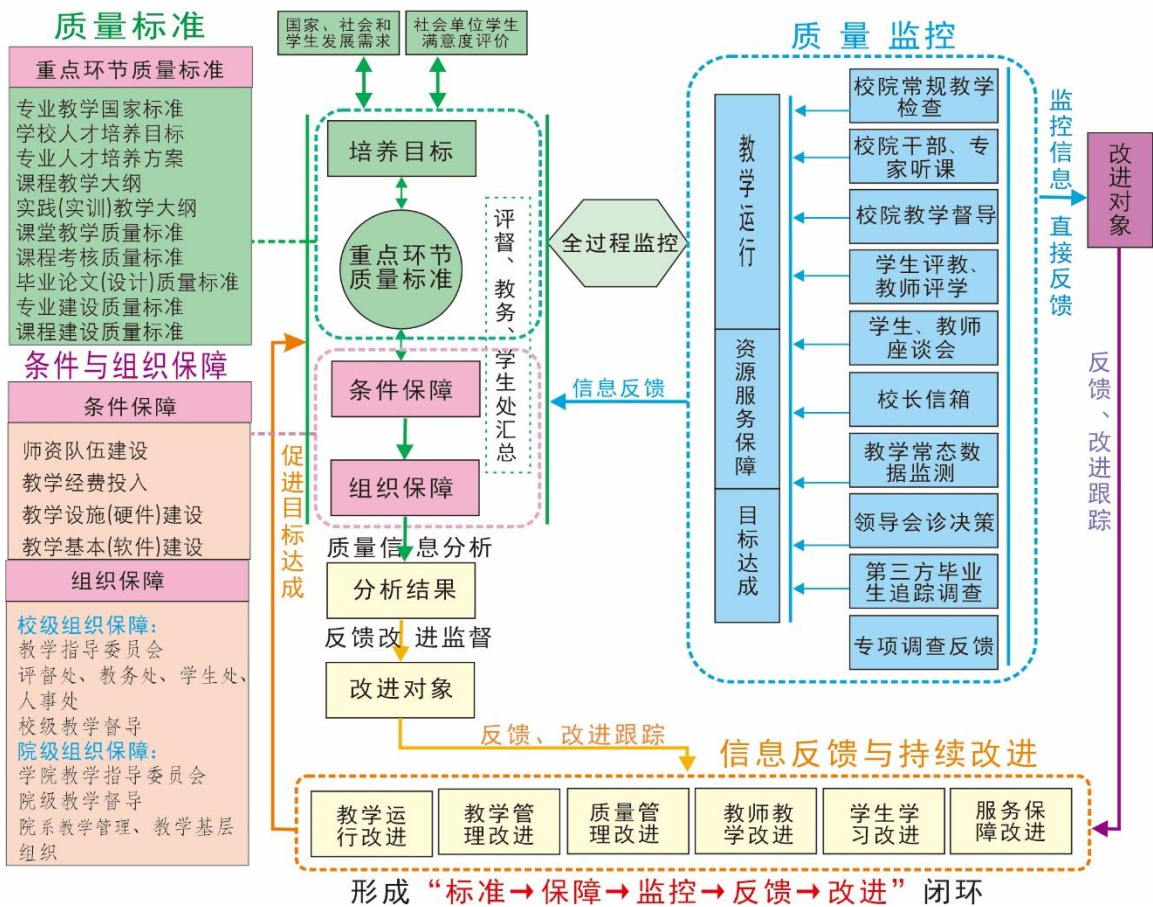 质量标准
重点环节质量标准
专业教学国家标准
学校人才培养目标
专业人才培养方案
课程教学大纲
实践(实训)教学大纲
课堂教学质量标准
课程考核质量标准
毕业论文(设计)质量标准
专业建设质量标准
课程建设质量标准
条件与组织保障
条件保障
师资队伍建设
教学经费投入
教学设施(硬件)建设
教学基本(软件)建设
组织保障
校级组织保障：
教学指导委员会
评督处、教务处、学生处、
人事处
校级教学督导
院级组织保障：
学院教学指导委员会
院级教学督导
院系教学管理、教学基层
组织
国家、社会和
学生发展需求
社会单位学生
满意度评价
培养目标
重点环节
质量标准
条件保障
组织保障
评督、教务、学生处汇总
质量信息分析
分析结果
反馈改进监督
改进对象
促进目标达成
全过程监控
信息反馈
质量监控
教学运行
资源服务保障
目标达成
校院常规教学
检查
校院干部、专
家听课
校院教学督导
学生评教、
教师评学
学生、教师
座谈会
校长信箱
教学常态数
据监测
领导会诊决策
第三方毕业
生追踪调查
专项调查反馈
监控信息 直接反馈
改进对象
反馈、改进跟踪
反馈、改进跟踪
信息反馈与持续改进
教学运
行改进
教学管
理改进
质量管
理改进
教师教
学改进
学生学
习改进
服务保
障改进
形成“标准→保障→监控→反馈→改进”闭环